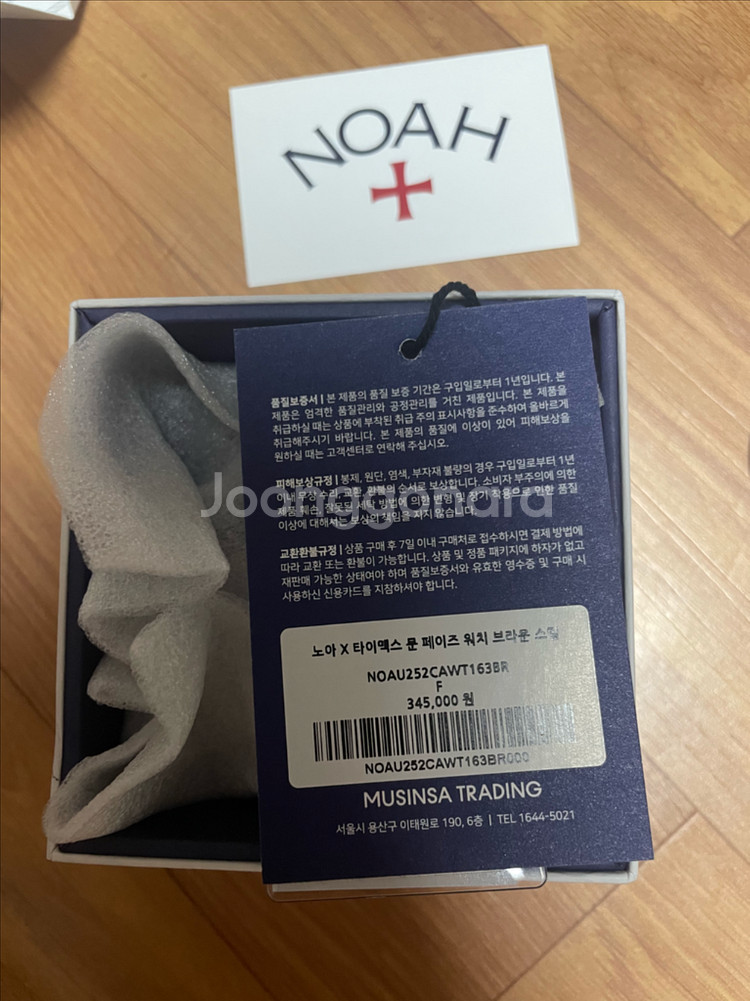 NOAH
품질보증서 | 본 제품의 품질 보증 기간은 구입일로부터 1년입니다. 본
제품은 엄격한 품질관리와 공정관리를 거친 제품입니다. 본 제품을
취급하실 때는 상품에 부착된 취급 주의 표시사항을 준수하여 올바르게
취급해주시기 바랍니다. 본 제품의 품질에 이상이 있어 피해보상을
원하실 때는 고객센터로 연락해 주십시오.
피해보상규정 | 봉제, 원단, 염색, 부자재 불량의 경우 구입일로부터 1년
수선, 교환, 환불의 순서로 보상합니다. 소비자 부주의에 의한
제품 훼손, 잘못된 세탁 방법에 의한 변형 및 장기 착용으로 인한 품질
이상에 대해서는 보상의 책임을 지지 않습니다.
Joonggonara
교환환불규정 | 상품 구매 후 7일 이내 구매처로 접수하시면 결제 방법에
따라 교환 또는 환불이 가능합니다. 상품 및 정품 패키지에 하자가 없고
재판매 가능한 상태여야 하며 품질보증서와 유효한 영수증 및 구매 시
사용하신 신용카드를 지참하셔야 합니다.
노아 X 타이멕스 문 페이즈 워치 브라운 스틸
NOAU252CAWT163BR
F
345,000 원
NOAU252CAWT163BR000
MUSINSA TRADING
서울시 용산구 이태원로 190, 6층 | TEL 1644-5021